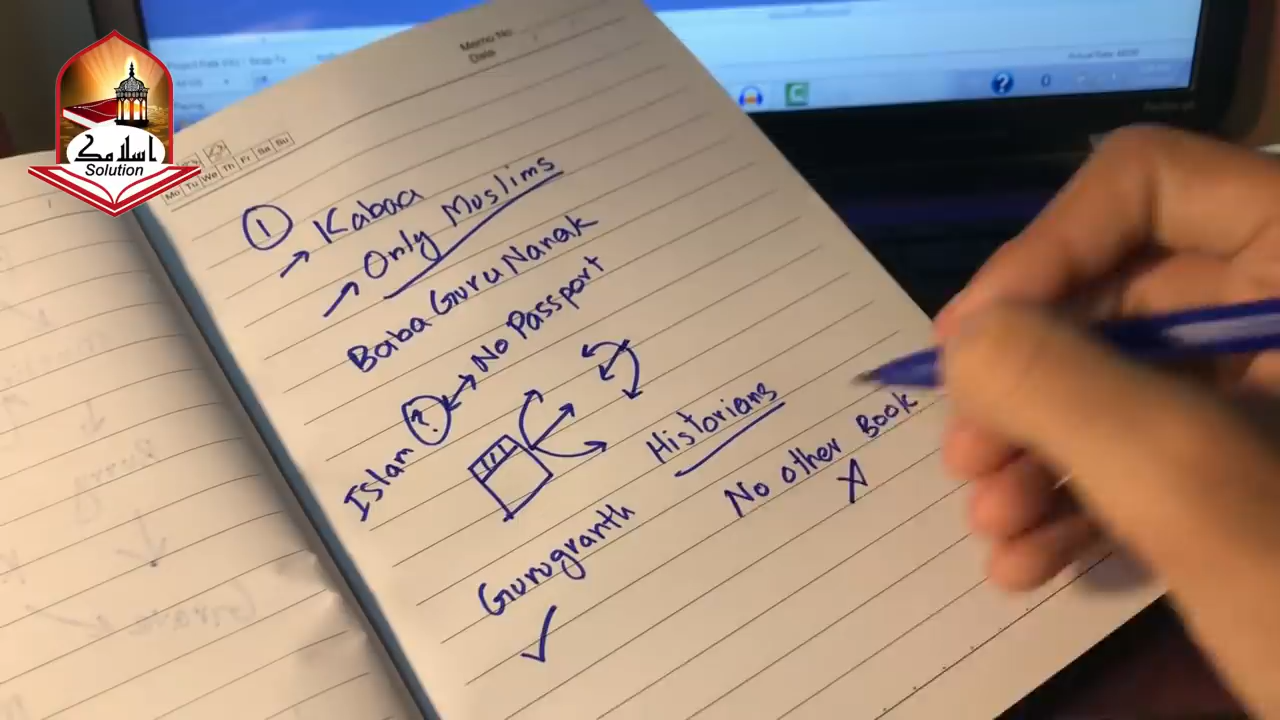 اسلامک
Solution
Memo No.
Date
Mo Tu We Th Fr Sa Su
1
→ Kabaa
→ Only Muslims
Baba Guru Nanak
Islam ? ↔ No Passport
Historians
No other Book
X
Gurugranth
✓